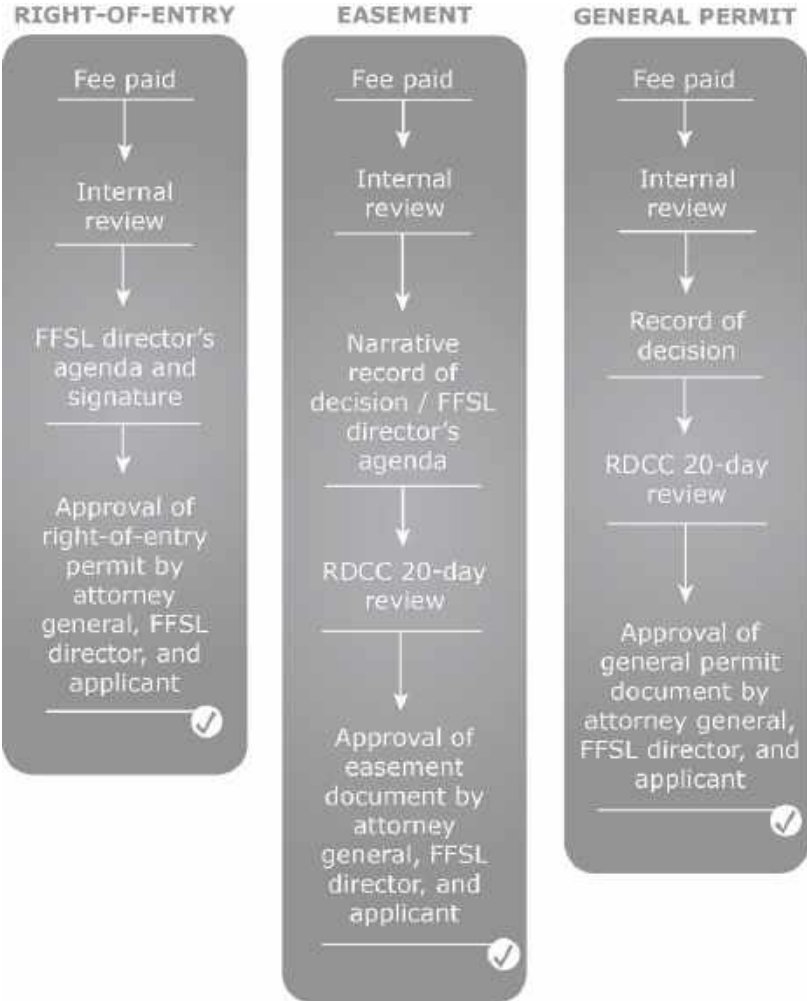 RIGHT-OF-ENTRY
Fee paid
Internal
review
FFSL director's
agenda and
signature
Approval of
right-of-entry
permit by
attorney
general, FFSL
director, and
applicant
EASEMENT
Fee paid
Internal
review
Narrative
record of
decision / FFSL
director's
agenda
RDCC 20-day
review
Approval of
easement
document by
attorney
general, FFSL
director, and
applicant
GENERAL PERMIT
Fee paid
Internal
review
Record of
decision
RDCC 20-day
review
Approval of
general permit
document by
attorney general,
FFSL director, and
applicant